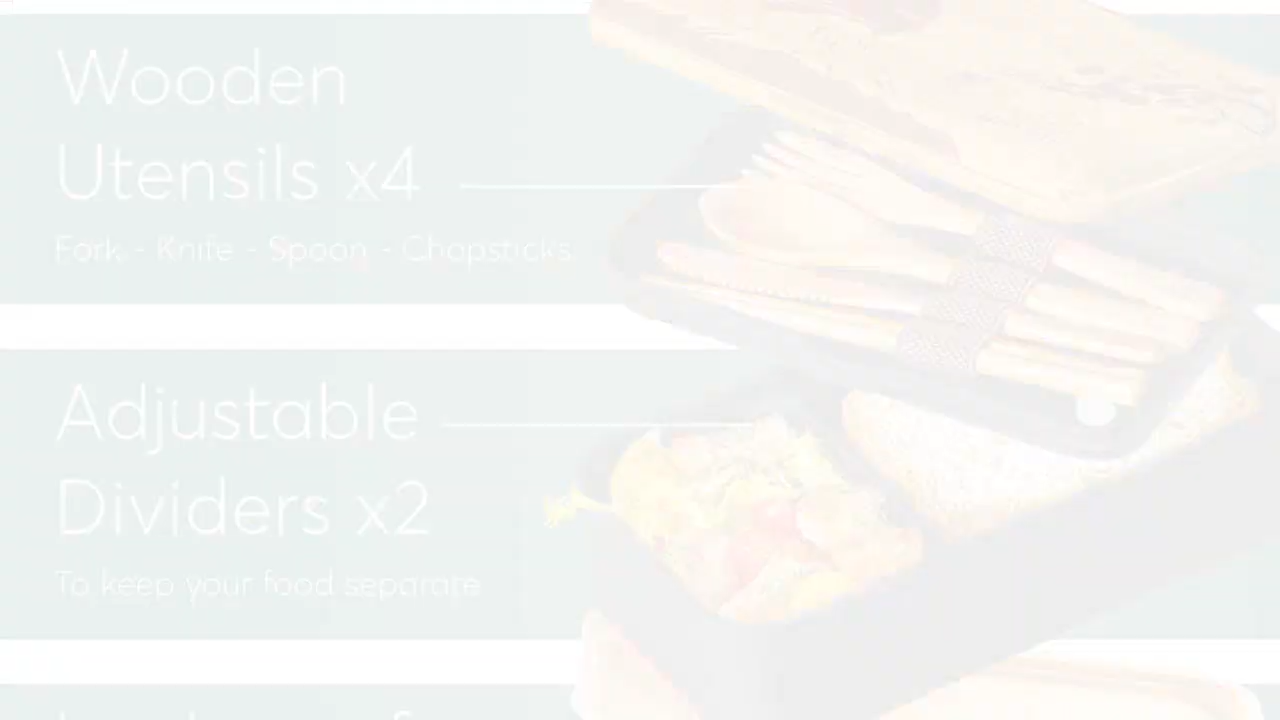 Wooden
Utensils x4
Fork - Knife - Spoon - Chopsticks
Adjustable
Dividers x2
To keep your food separate